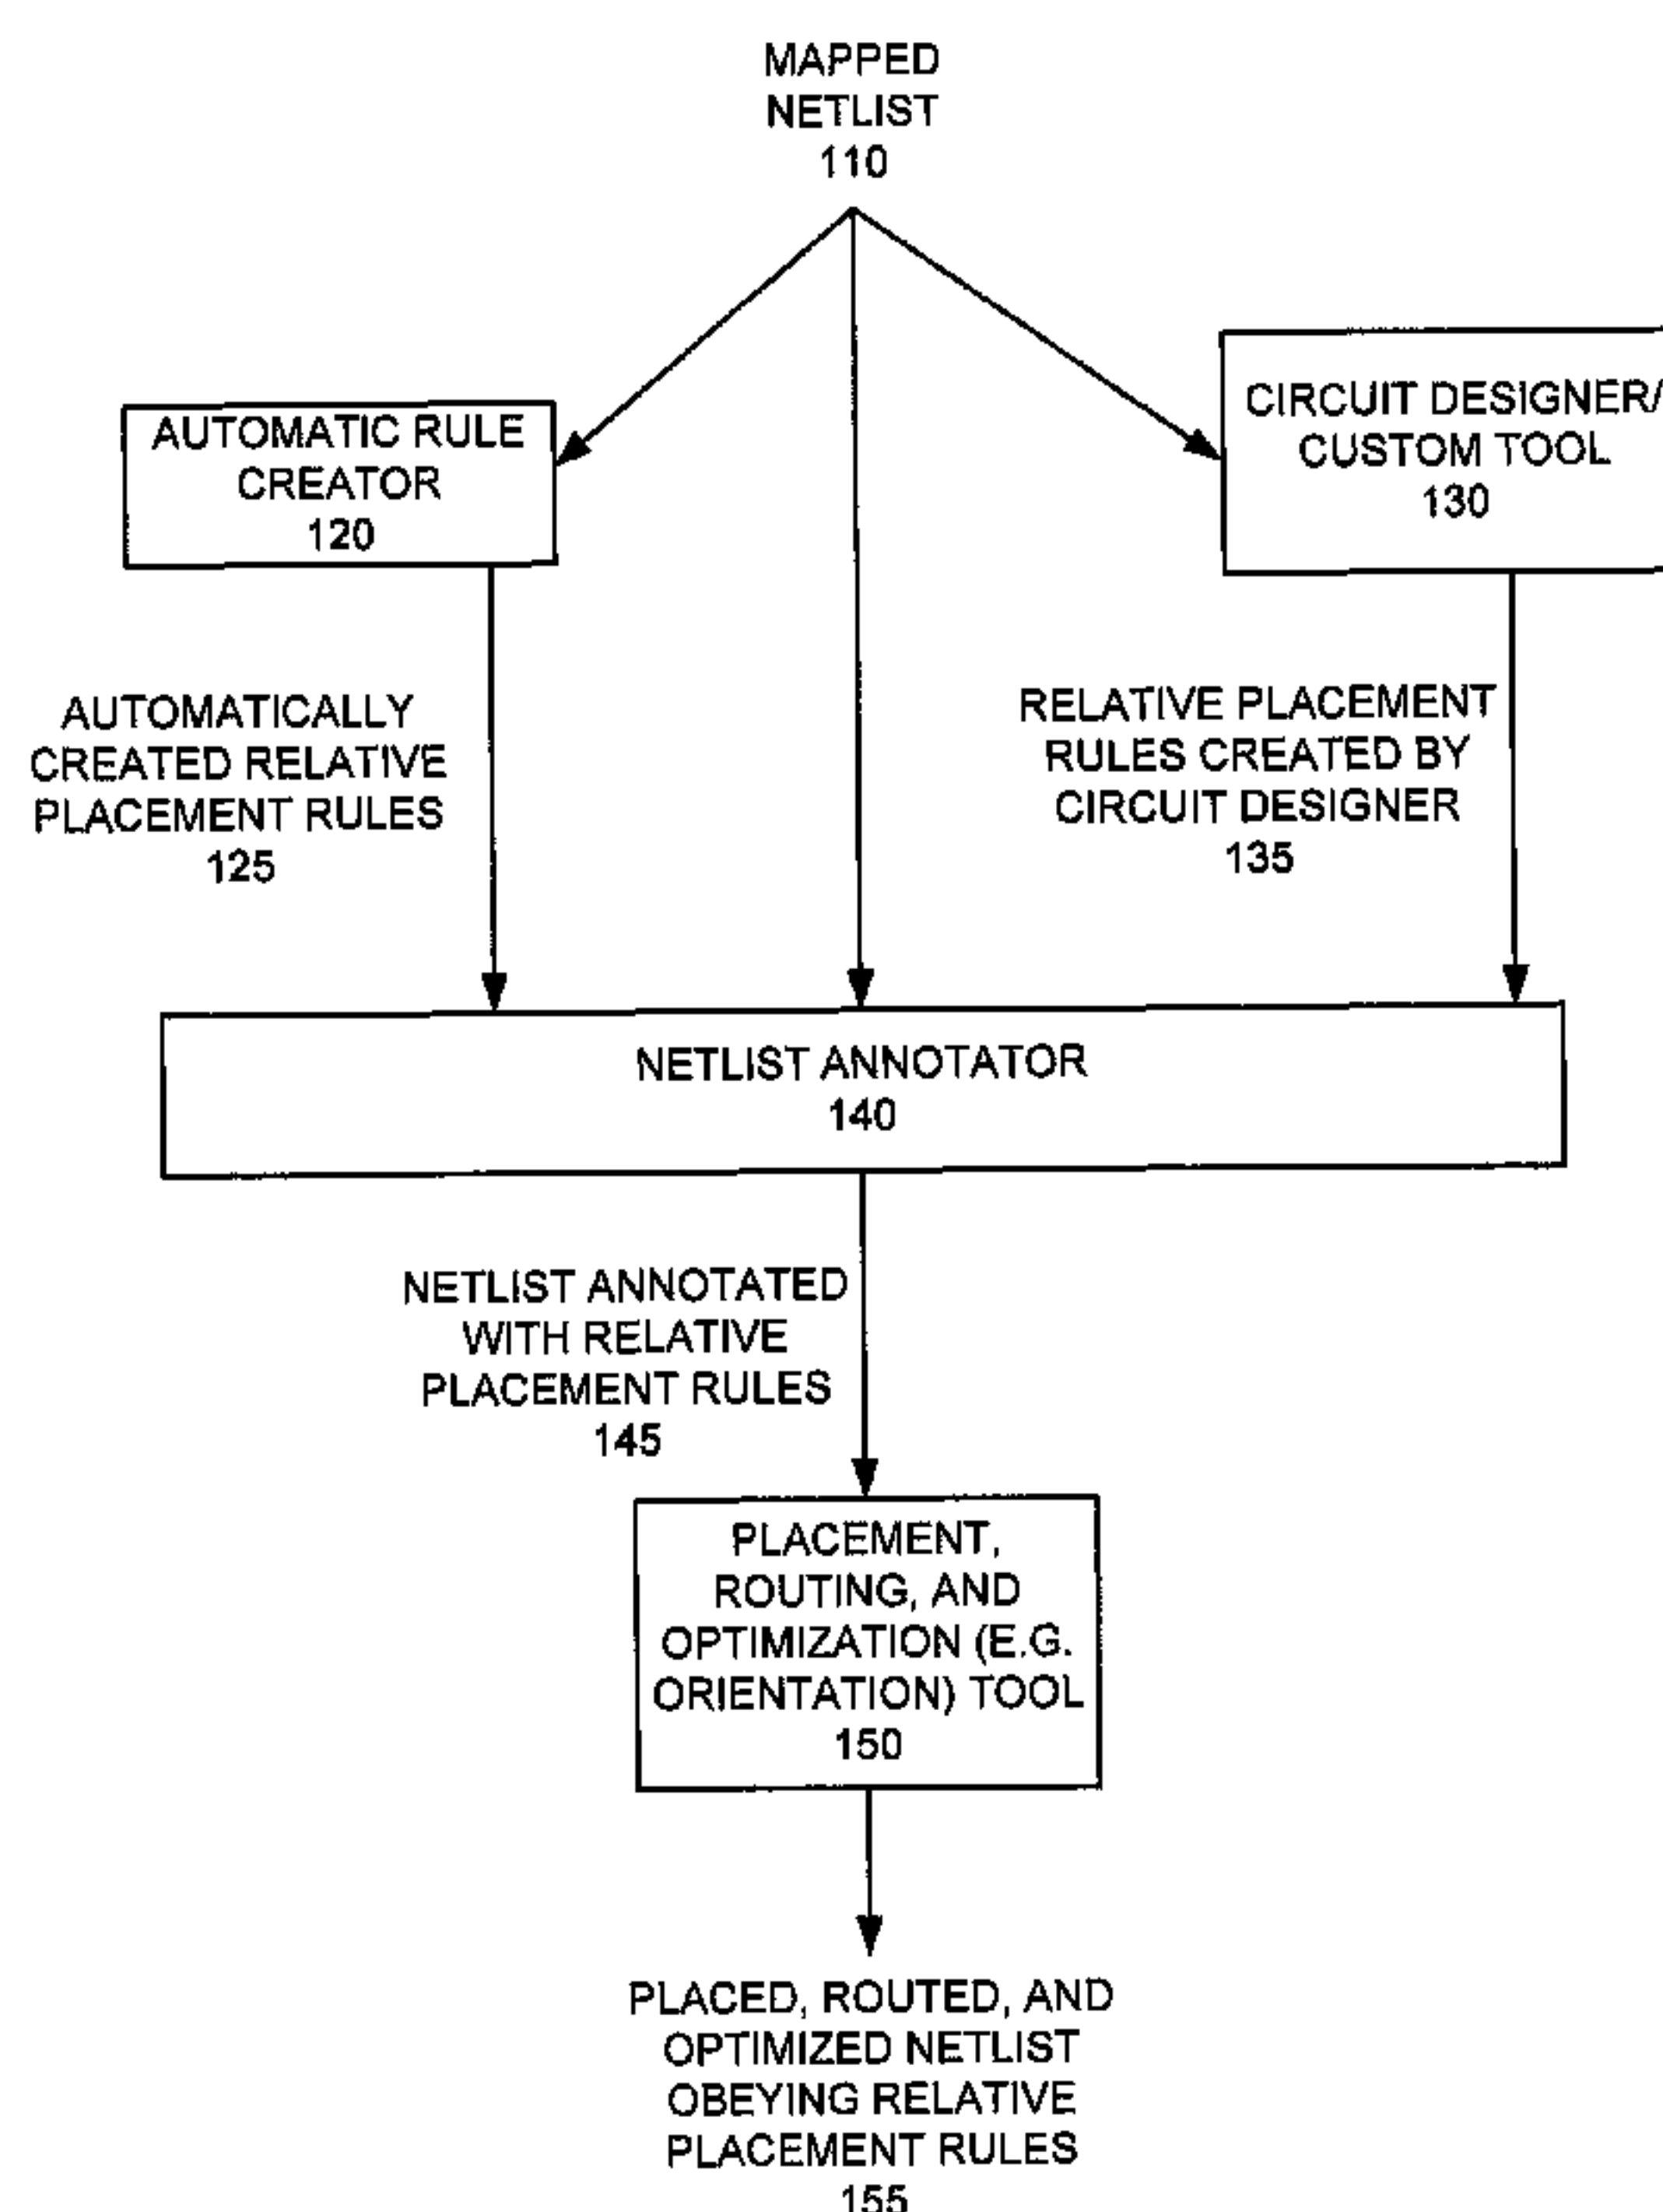 MAPPED
NETLIST
110
AUTOMATIC RULE
CREATOR
120
CIRCUIT DESIGNER/
CUSTOM TOOL
130
AUTOMATICALLY
CREATED RELATIVE
PLACEMENT RULES
125
RELATIVE PLACEMENT
RULES CREATED BY
CIRCUIT DESIGNER
135
NETLIST ANNOTATOR
140
NETLIST ANNOTATED
WITH RELATIVE
PLACEMENT RULES
145
PLACEMENT,
ROUTING, AND
OPTIMIZATION (E.G.
ORIENTATION) TOOL
150
PLACED, ROUTED, AND
OPTIMIZED NETLIST
OBEYING RELATIVE
PLACEMENT RULES
155